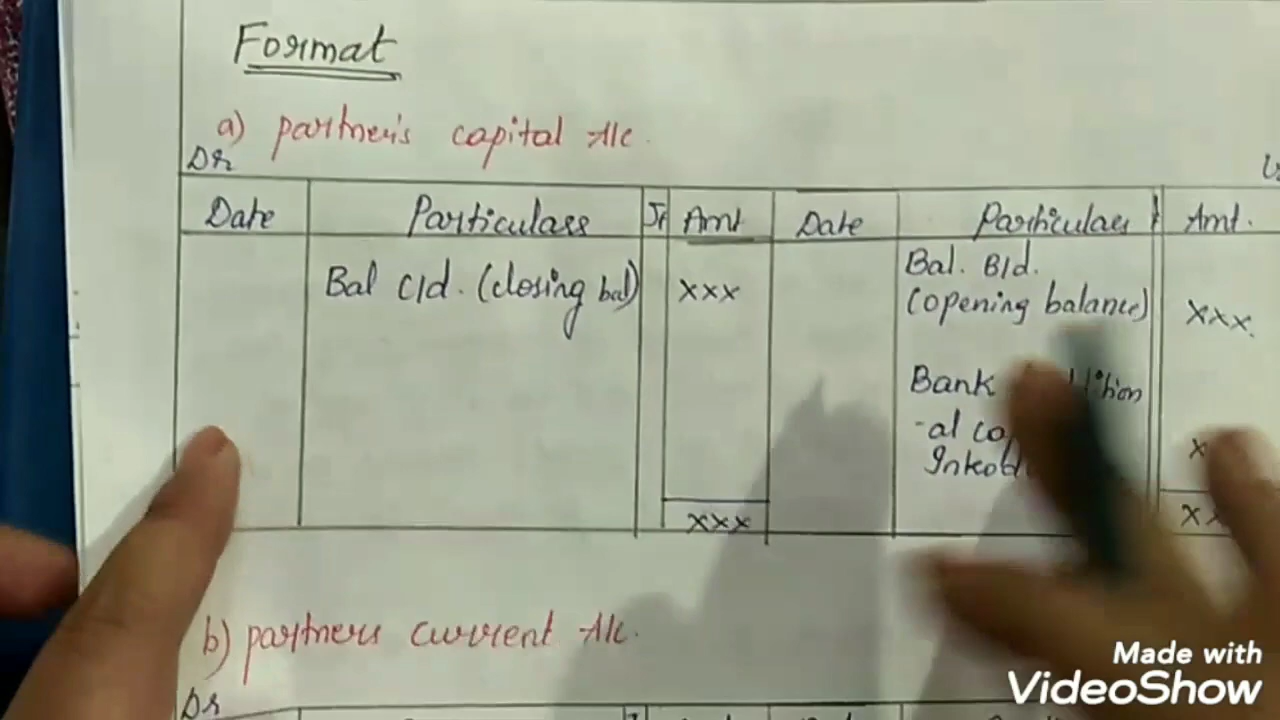 Format
a) partner's capital A/c.
Dr
Date Particulars Jf Amt Date Particulars Amt.
Bal c/d. (closing bal) xxx
Bal. B/d.
(opening balance) xxx.
Bank
-al
xxx
b) partners current A/c.
Dr
Made with
VideoShow